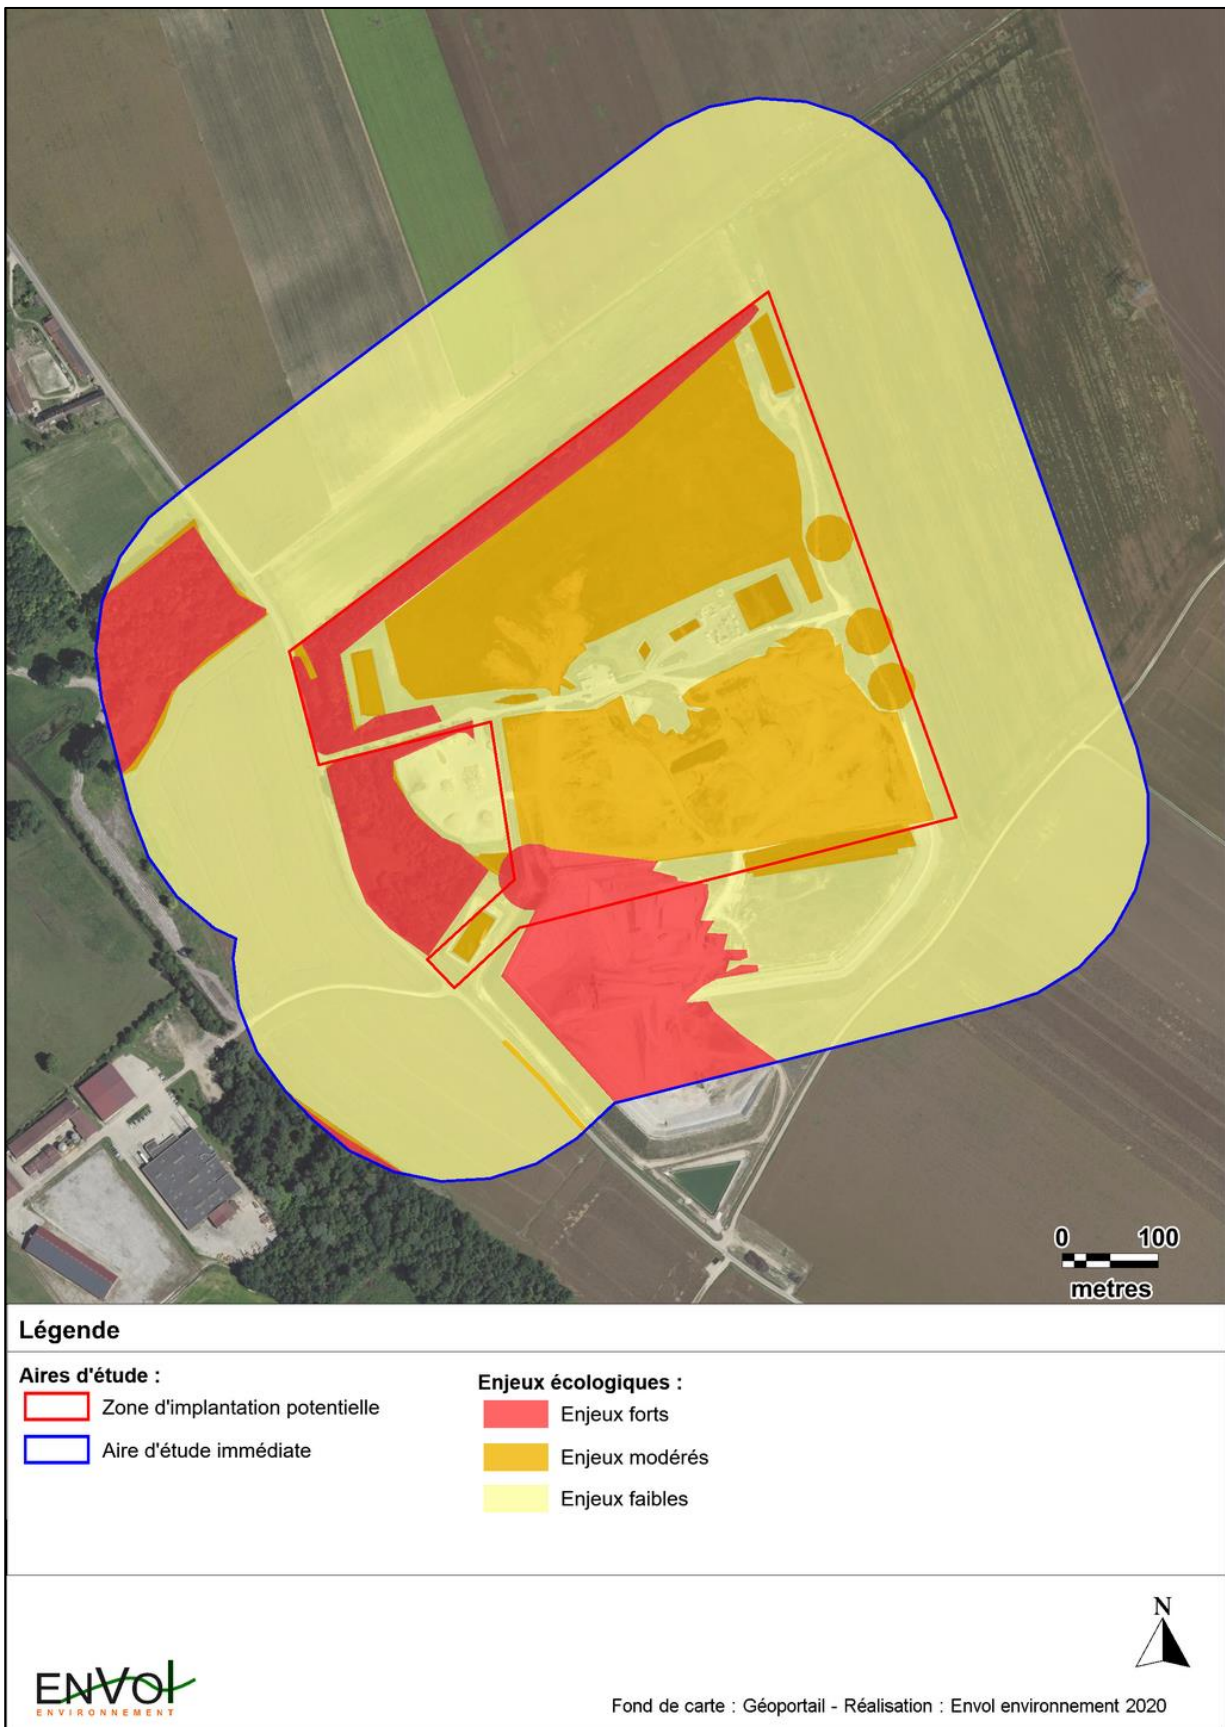 0 100
metres
Légende
Aires d'étude :
Zone d'implantation potentielle
Aire d'étude immédiate
Enjeux écologiques :
Enjeux forts
Enjeux modérés
Enjeux faibles
N
ENVOl
ENVIRONNEMENT
Fond de carte : Géoportail - Réalisation : Envol environnement 2020